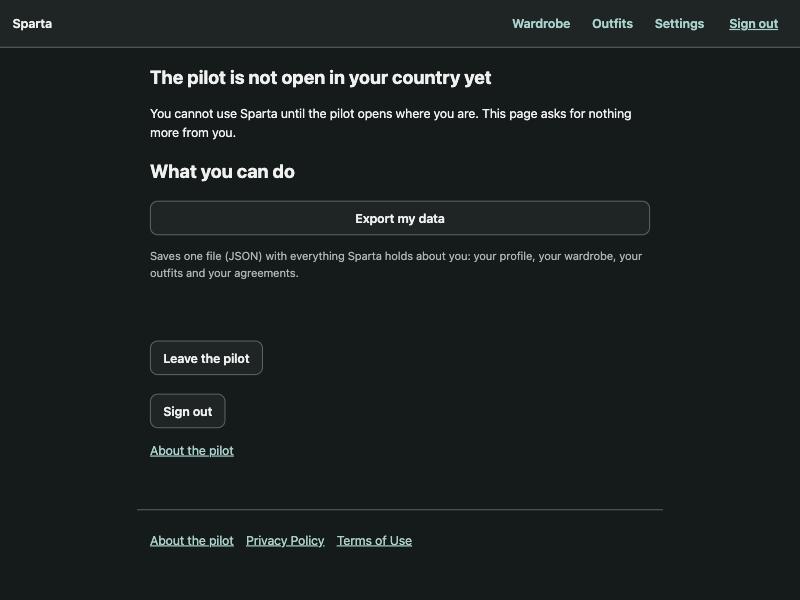 Sparta
Wardrobe Outfits Settings Sign out
The pilot is not open in your country yet
You cannot use Sparta until the pilot opens where you are. This page asks for nothing
more from you.
What you can do
Export my data
Saves one file (JSON) with everything Sparta holds about you: your profile, your wardrobe, your
outfits and your agreements.
Leave the pilot
Sign out
About the pilot
About the pilot Privacy Policy Terms of Use